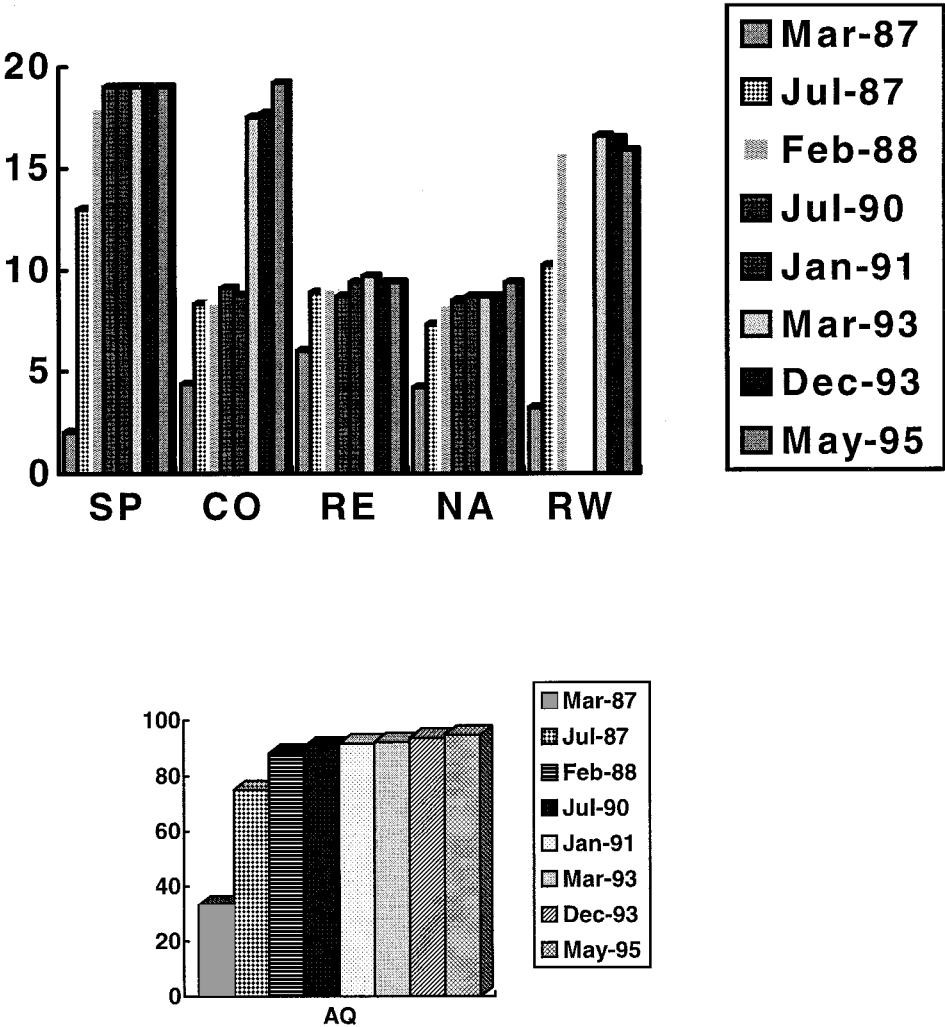 20
15
10
5
0
SP CO RE NA RW
Mar-87
Jul-87
Feb-88
Jul-90
Jan-91
Mar-93
Dec-93
May-95
100
80
60
40
20
0
AQ
Mar-87
Jul-87
Feb-88
Jul-90
Jan-91
Mar-93
Dec-93
May-95